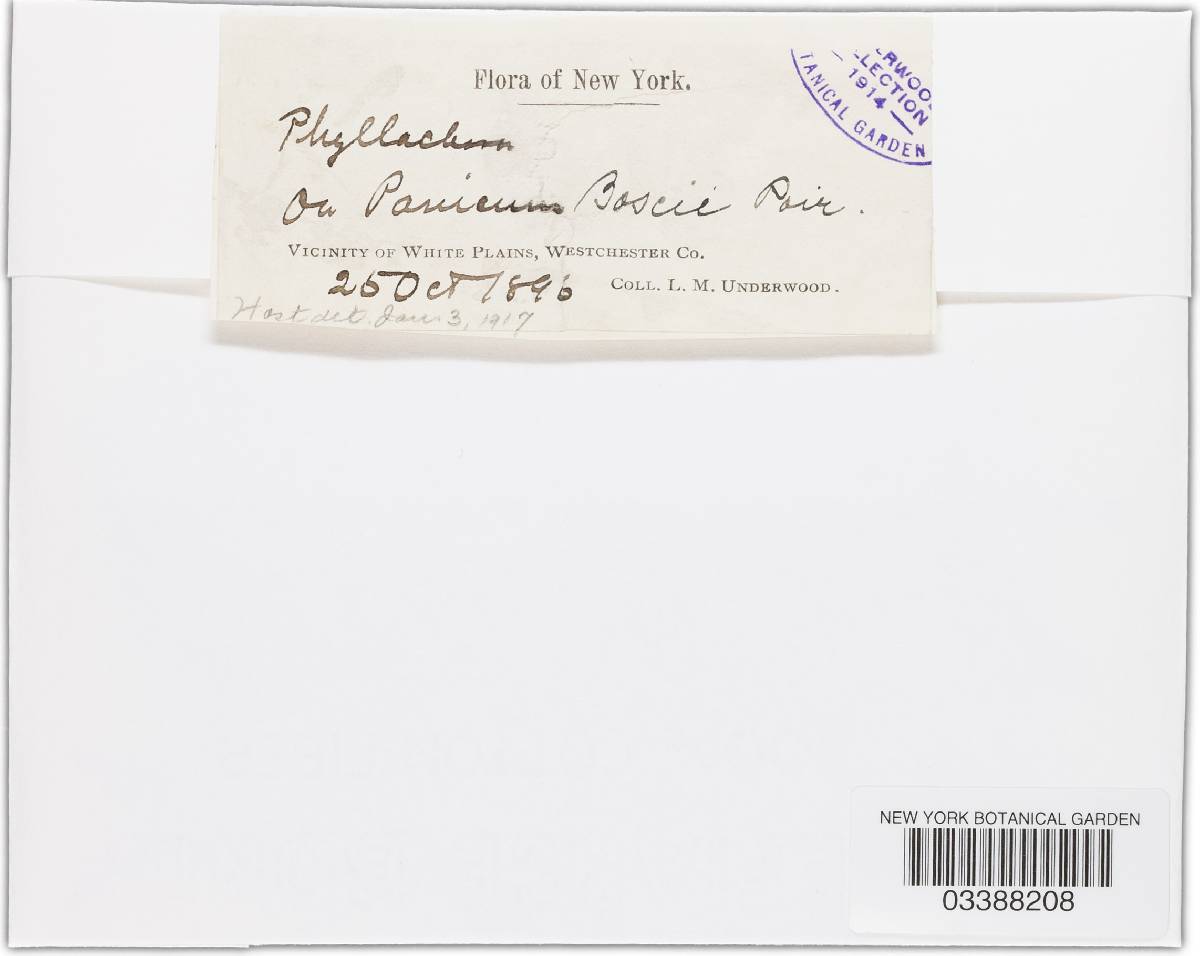 Flora of New York.
RWOO
LECTION
— 1914 —
TANICAL GARDEN
Phyllachora
on Panicum Boscii Poir.
VICINITY OF WHITE PLAINS, WESTCHESTER CO.
25 Oct 1896 COLL. L. M. UNDERWOOD.
Host det. Jan. 3, 1917
NEW YORK BOTANICAL GARDEN
03388208